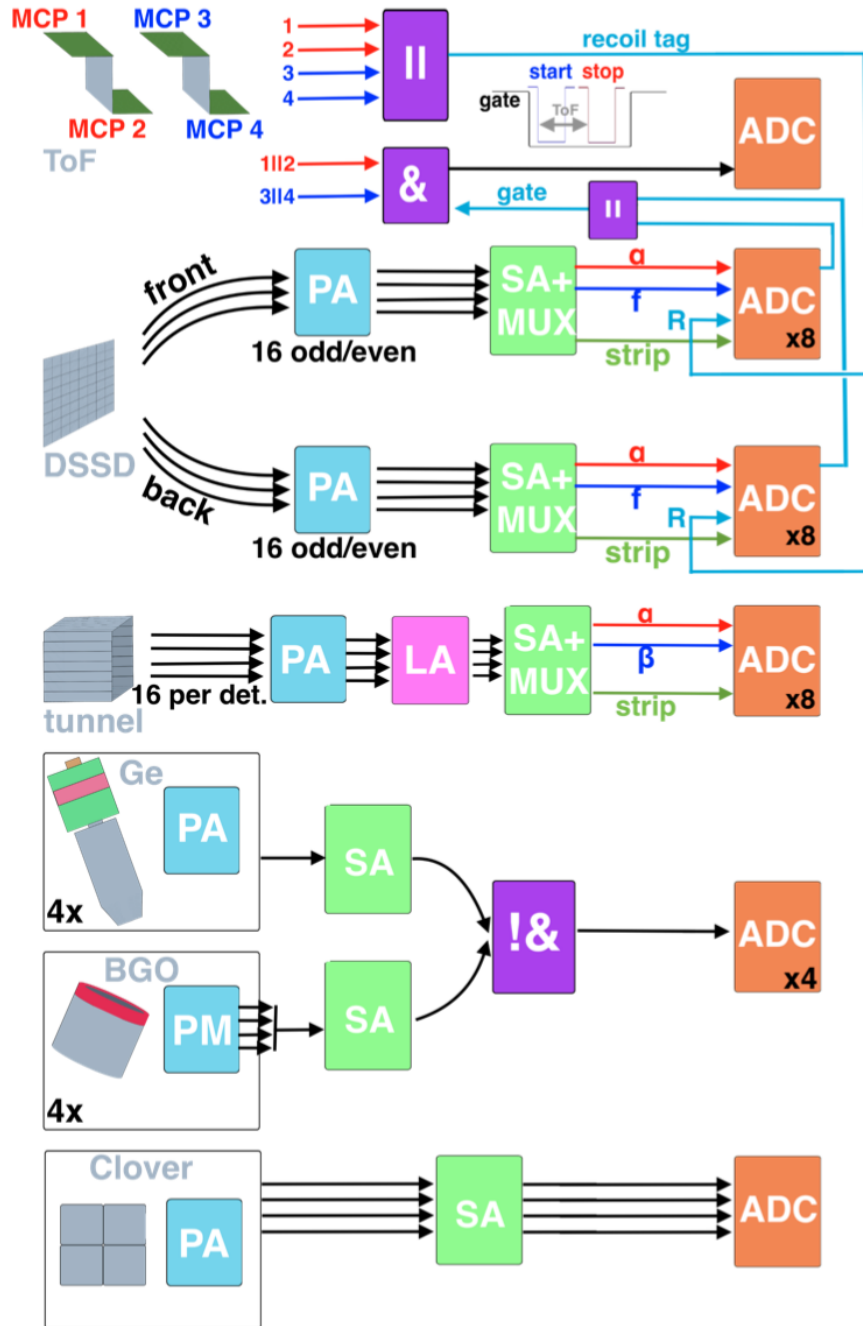 MCP 1
MCP 3
MCP 2
MCP 4
ToF
1
2
3
4
||
recoil tag
start
stop
gate
ToF
ADC
1||2
3||4
&
gate
||
front
PA
16 odd/even
SA+
MUX
α
f
R
strip
ADC
x8
DSSD
back
PA
16 odd/even
SA+
MUX
α
f
R
strip
ADC
x8
tunnel
16 per det.
PA
LA
SA+
MUX
α
β
strip
ADC
x8
Ge
PA
4x
SA
!&
ADC
x4
BGO
PM
4x
SA
Clover
PA
SA
ADC